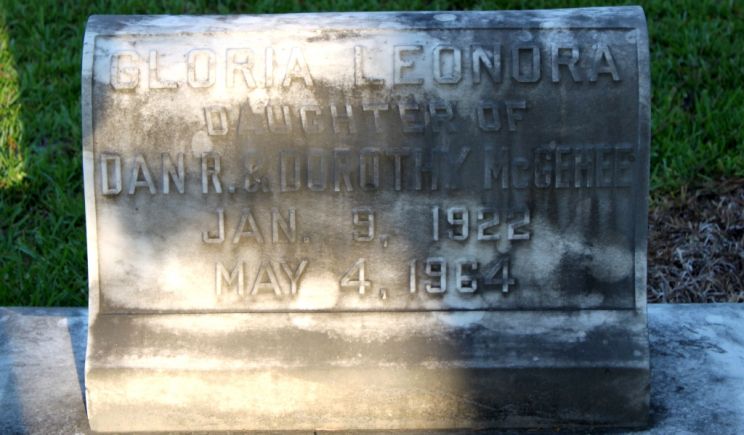 GLORIA LEONORA
DAUGHTER OF
DAN R. & DOROTHY McGEHEE
JAN. 9, 1922
MAY 4, 1964